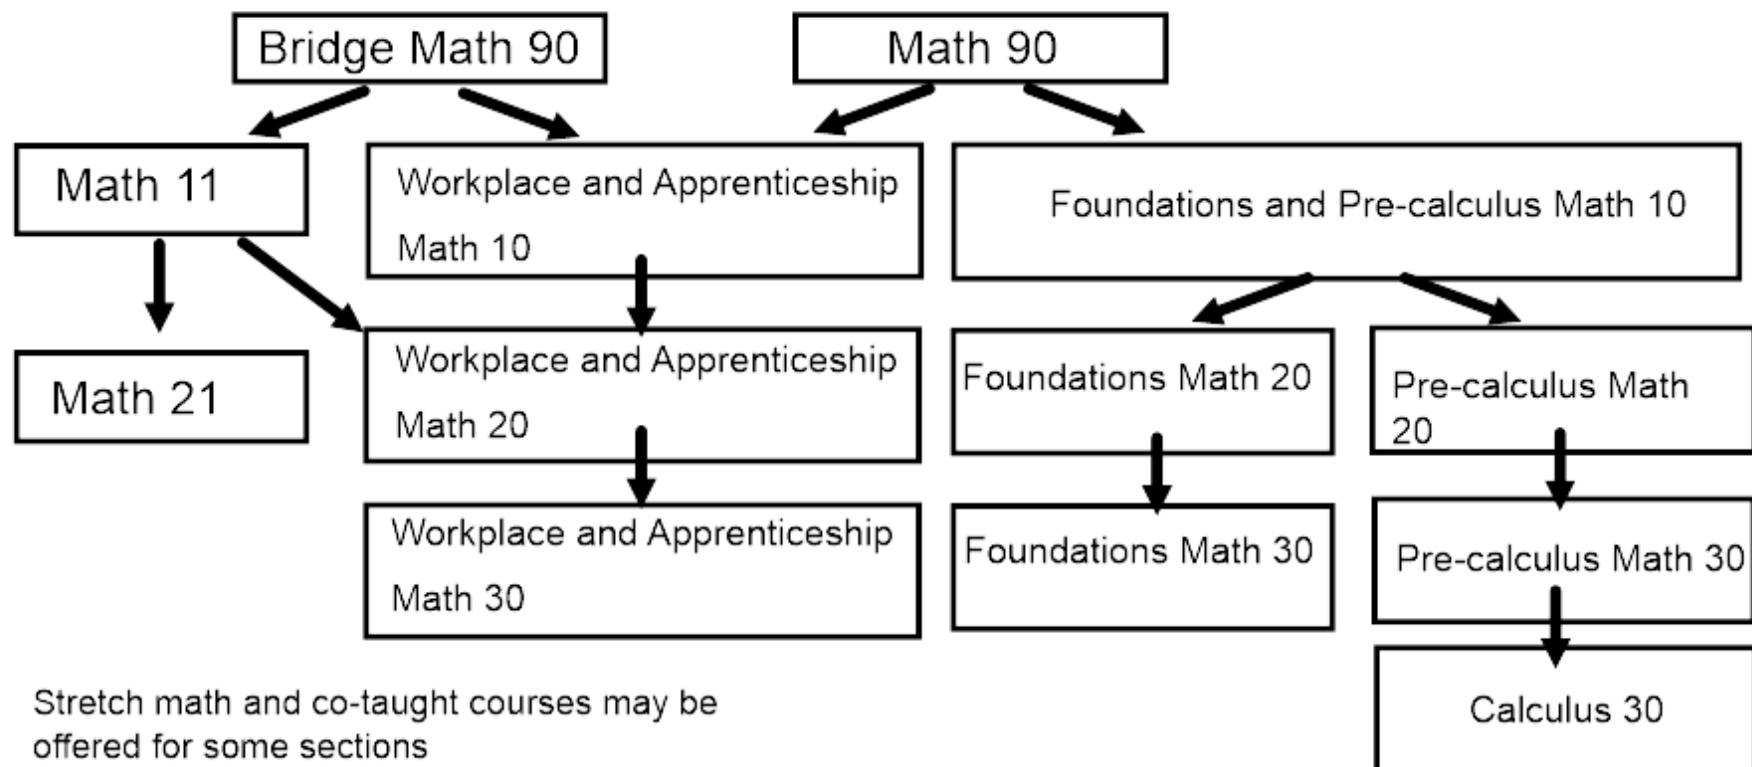 Bridge Math 90
Math 90
Math 11
Workplace and Apprenticeship
Math 10
Foundations and Pre-calculus Math 10
Math 21
Workplace and Apprenticeship
Math 20
Foundations Math 20
Pre-calculus Math
20
Workplace and Apprenticeship
Math 30
Foundations Math 30
Pre-calculus Math 30
Calculus 30
Stretch math and co-taught courses may be
offered for some sections